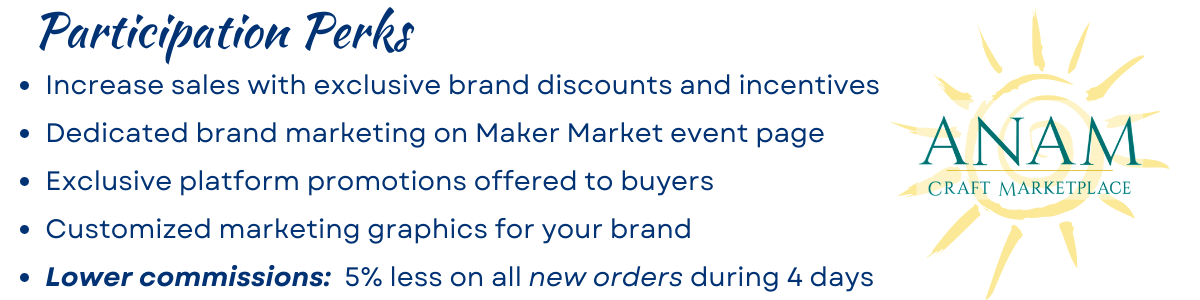 Participation Perks
• Increase sales with exclusive brand discounts and incentives
• Dedicated brand marketing on Maker Market event page
• Exclusive platform promotions offered to buyers
• Customized marketing graphics for your brand
• Lower commissions: 5% less on all new orders during 4 days
ANAM
CRAFT MARKETPLACE